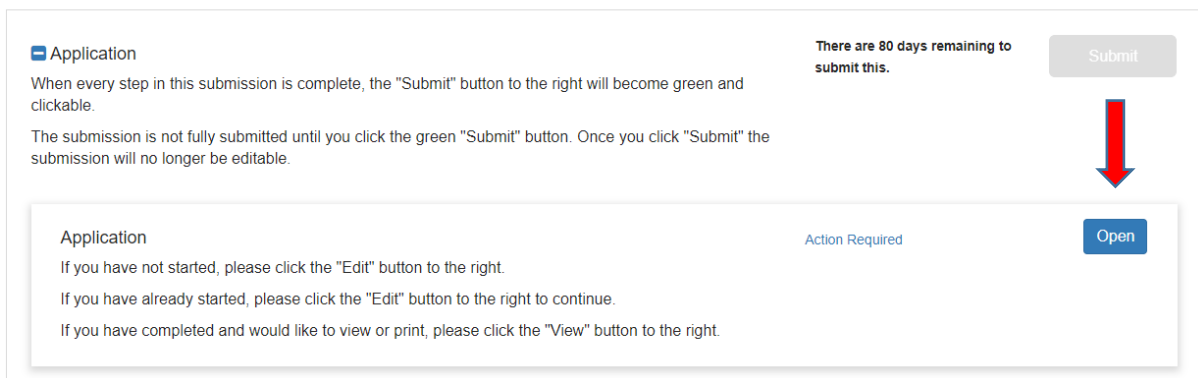 Application
There are 80 days remaining to
submit this.
Submit
When every step in this submission is complete, the "Submit" button to the right will become green and
clickable.
The submission is not fully submitted until you click the green "Submit" button. Once you click "Submit" the
submission will no longer be editable.
Application
Action Required
Open
If you have not started, please click the "Edit" button to the right.
If you have already started, please click the "Edit" button to the right to continue.
If you have completed and would like to view or print, please click the "View" button to the right.